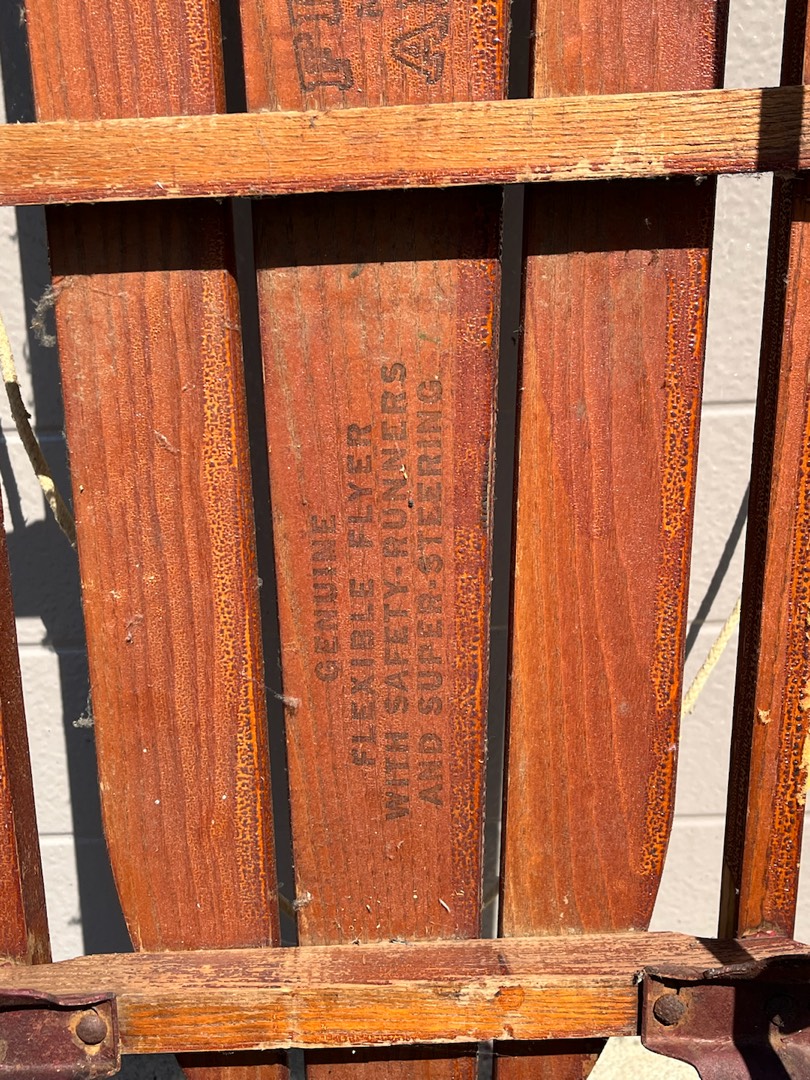 GENUINE
FLEXIBLE FLYER
WITH SAFETY-RUNNERS
AND SUPER-STEERING